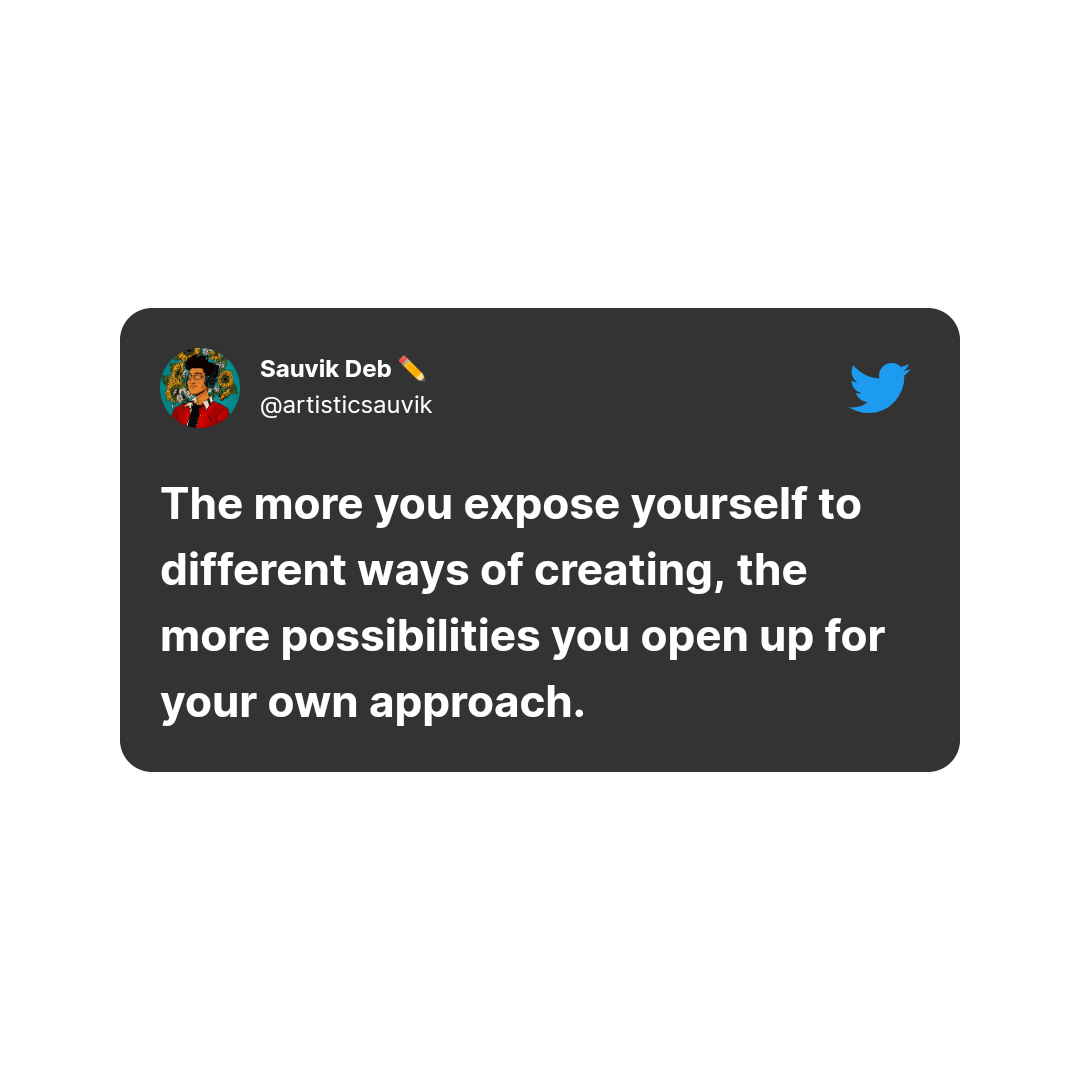 Sauvik Deb ✏️
@artisticsauvik
The more you expose yourself to
different ways of creating, the
more possibilities you open up for
your own approach.